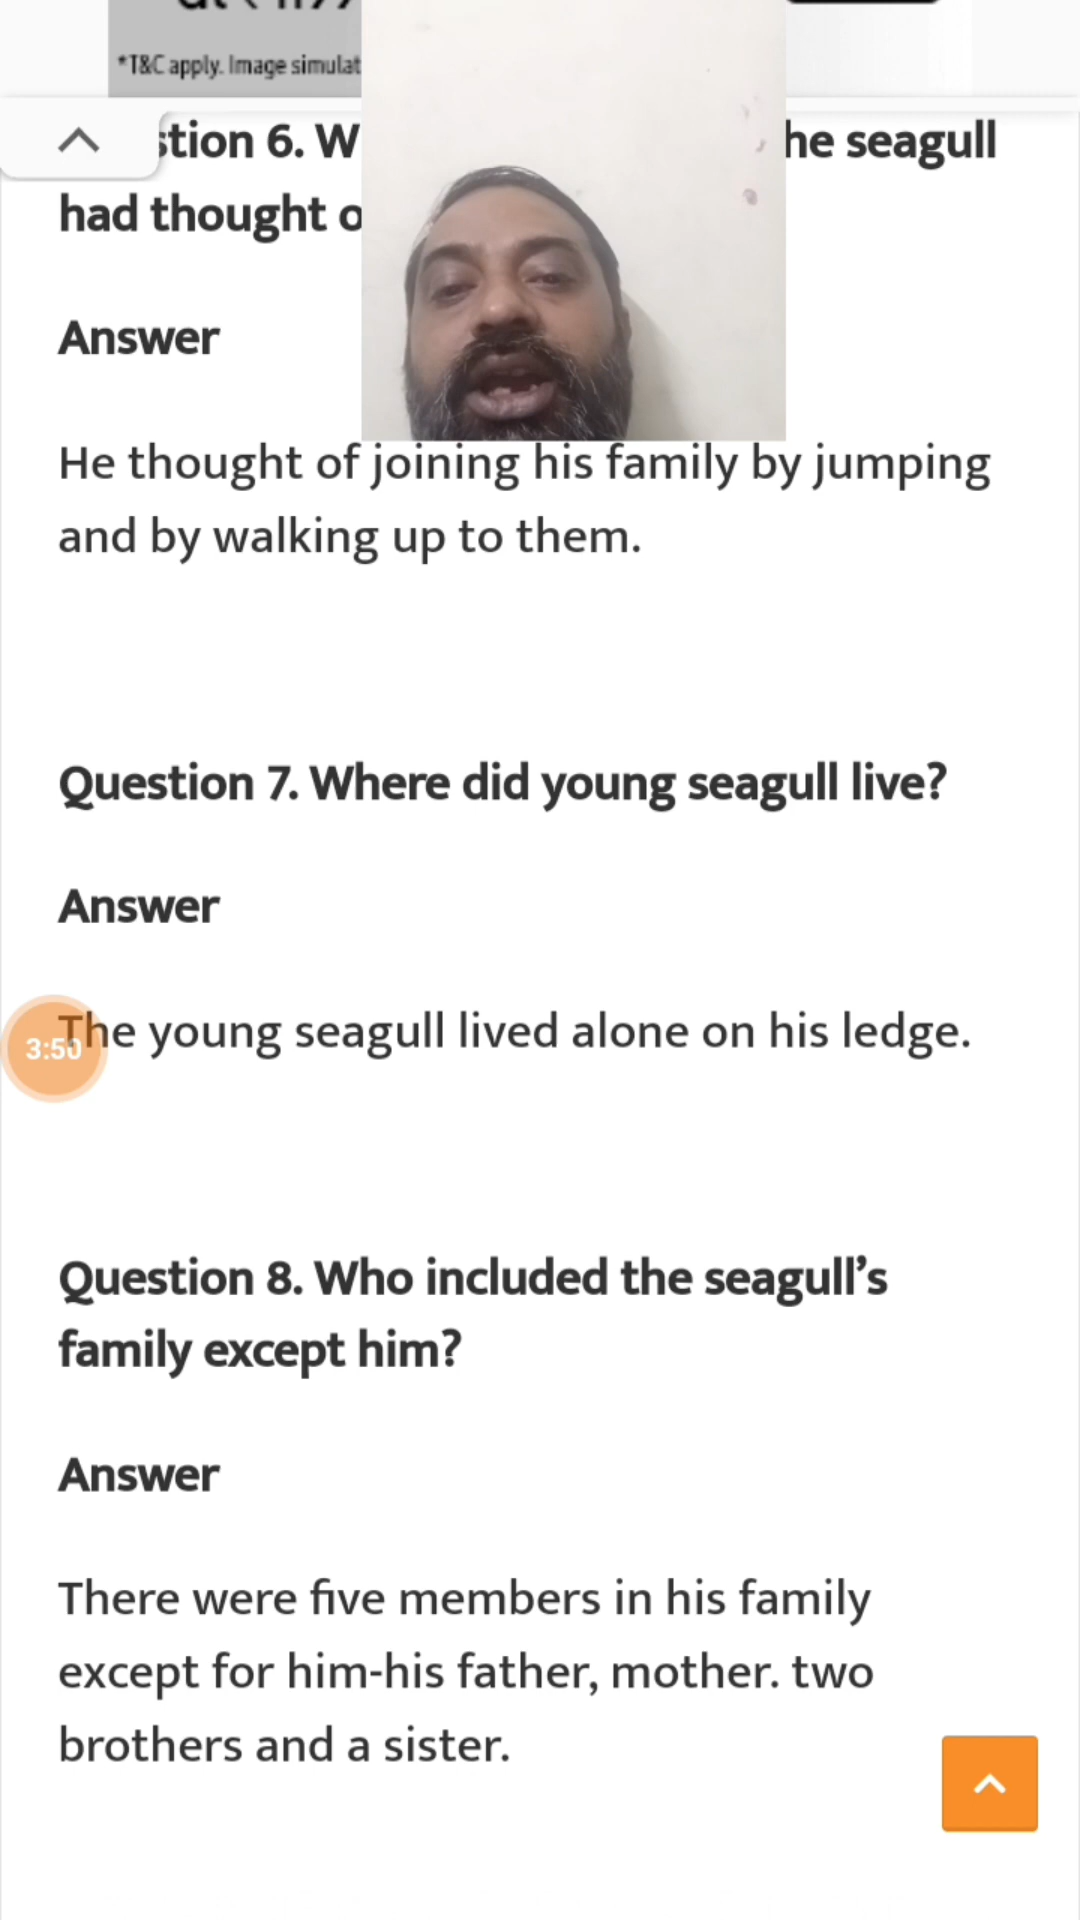 *T&C apply. Image simulat
stion 6. W he seagull
had thought o
Answer
He thought of joining his family by jumping
and by walking up to them.
Question 7. Where did young seagull live?
Answer
The young seagull lived alone on his ledge.
3:50
Question 8. Who included the seagull’s
family except him?
Answer
There were five members in his family
except for him-his father, mother. two
brothers and a sister.